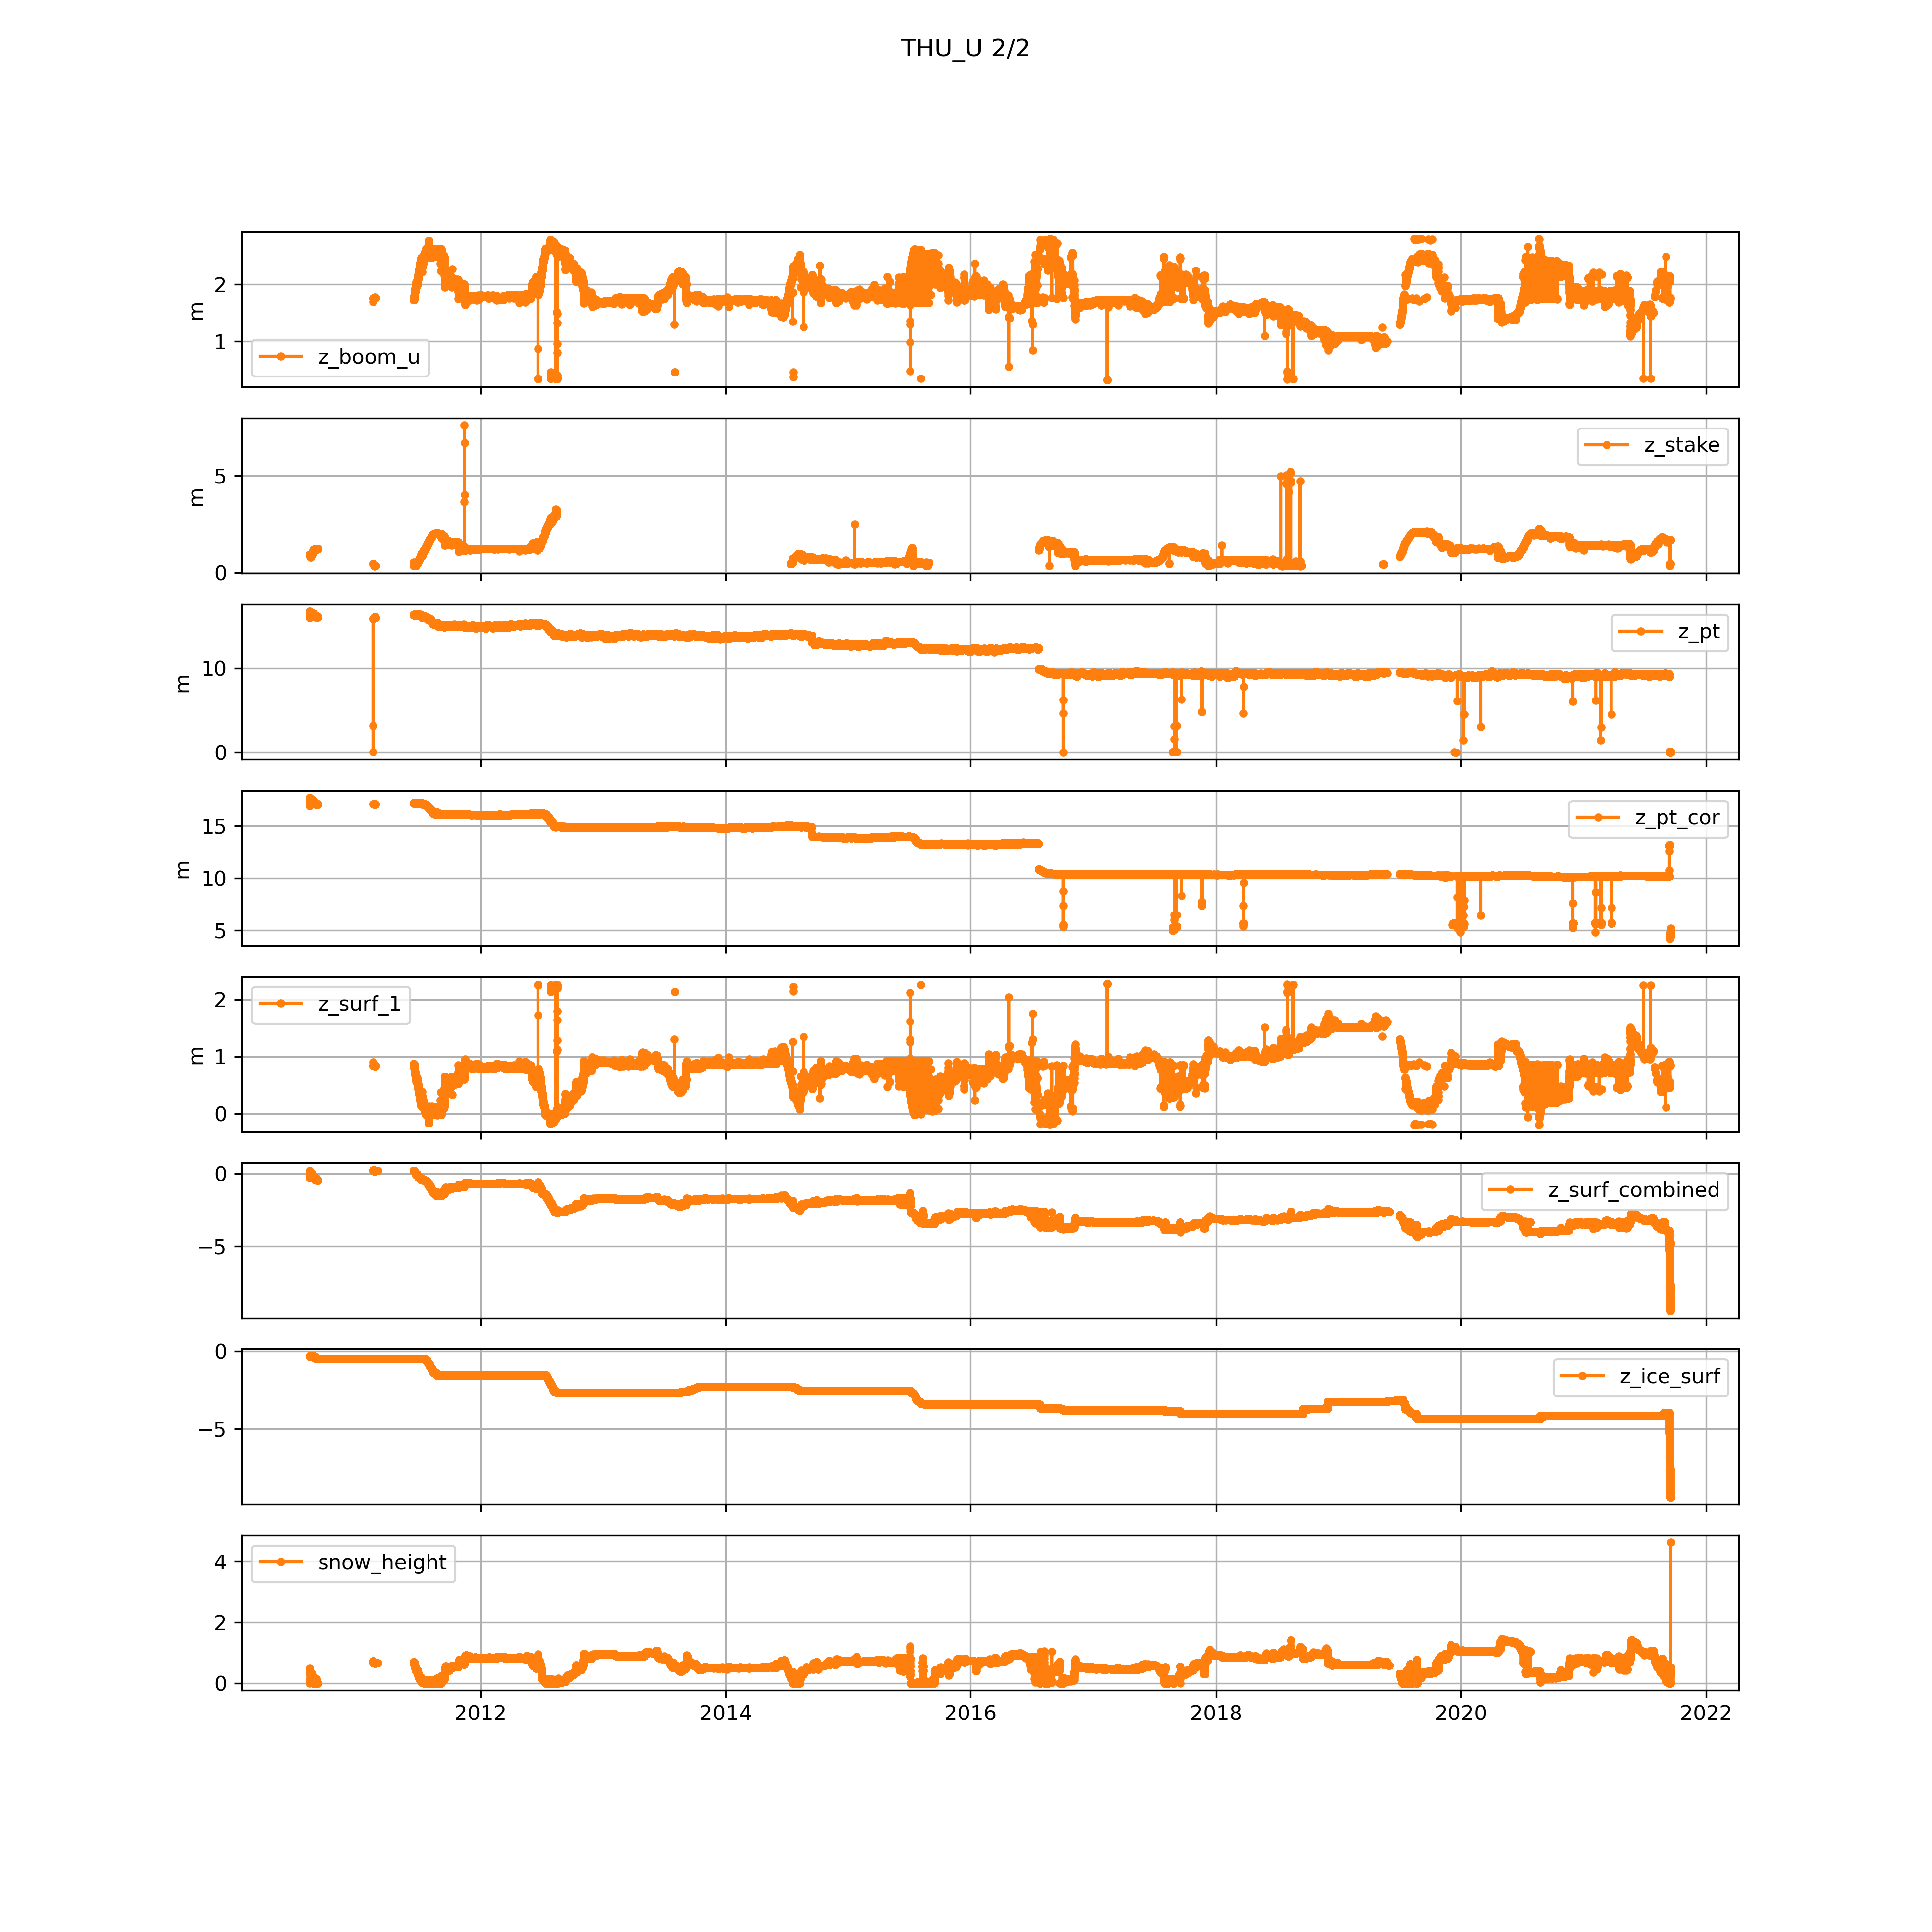 THU_U 2/2
2
1
m
z_boom_u
5
0
m
z_stake
10
0
m
z_pt
15
10
5
m
z_pt_cor
2
1
0
m
z_surf_1
0
−5
z_surf_combined
0
−5
z_ice_surf
4
2
0
snow_height
2012 2014 2016 2018 2020 2022